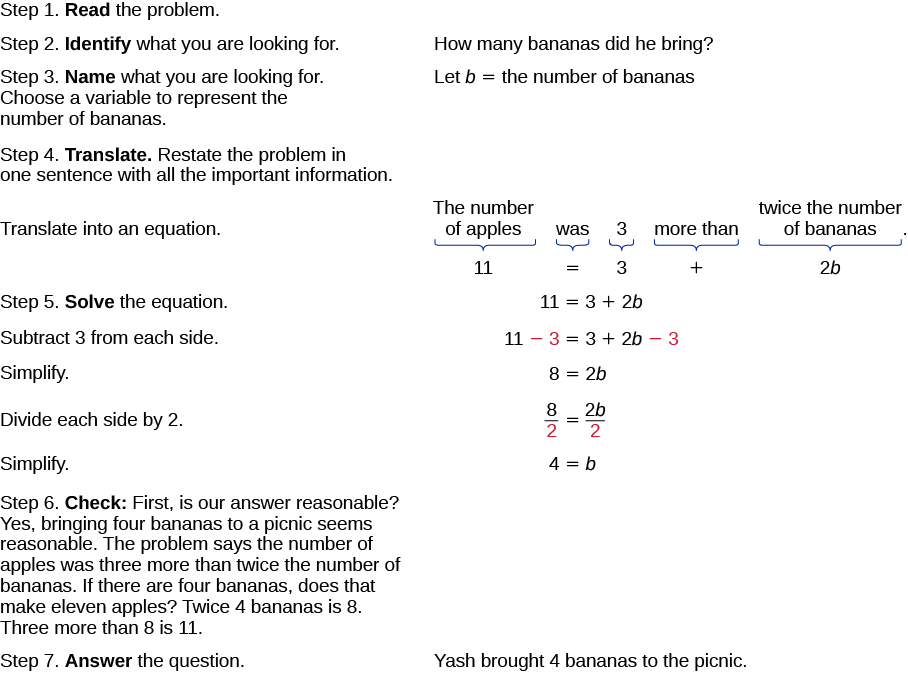 Step 1. Read the problem.
Step 2. Identify what you are looking for. How many bananas did he bring?
Step 3. Name what you are looking for. Let b = the number of bananas
Choose a variable to represent the
number of bananas.
Step 4. Translate. Restate the problem in
one sentence with all the important information.
The number twice the number
Translate into an equation. of apples was 3 more than of bananas .
11 = 3 + 2b
Step 5. Solve the equation. 11 = 3 + 2b
Subtract 3 from each side. 11 − 3 = 3 + 2b − 3
Simplify. 8 = 2b
Divide each side by 2. 8/2 = 2b/2
Simplify. 4 = b
Step 6. Check: First, is our answer reasonable?
Yes, bringing four bananas to a picnic seems
reasonable. The problem says the number of
apples was three more than twice the number of
bananas. If there are four bananas, does that
make eleven apples? Twice 4 bananas is 8.
Three more than 8 is 11.
Step 7. Answer the question. Yash brought 4 bananas to the picnic.